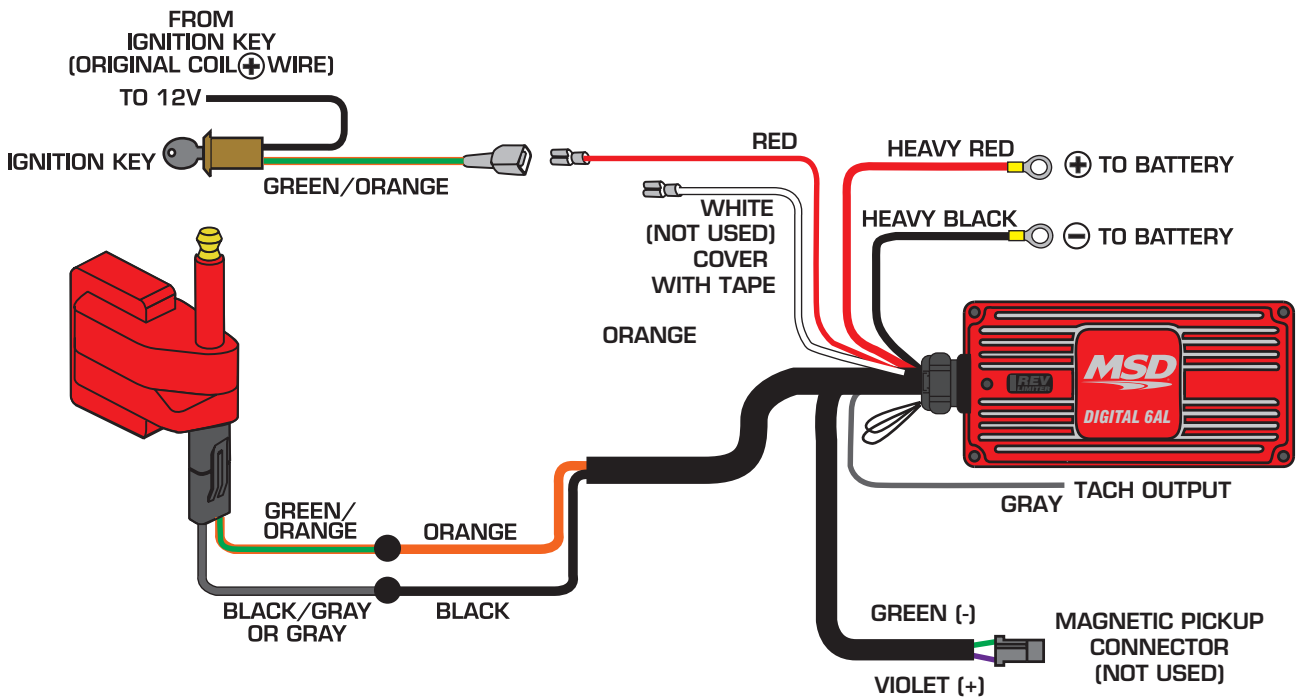 FROM
IGNITION KEY
(ORIGINAL COIL + WIRE)
TO 12V
IGNITION KEY
GREEN/ORANGE
RED
WHITE
(NOT USED)
COVER
WITH TAPE
HEAVY RED
+ TO BATTERY
HEAVY BLACK
- TO BATTERY
ORANGE
MSD
REV
LIMITER
DIGITAL 6AL
GRAY
TACH OUTPUT
GREEN/
ORANGE
ORANGE
BLACK/GRAY
OR GRAY
BLACK
GREEN (-)
VIOLET (+)
MAGNETIC PICKUP
CONNECTOR
(NOT USED)